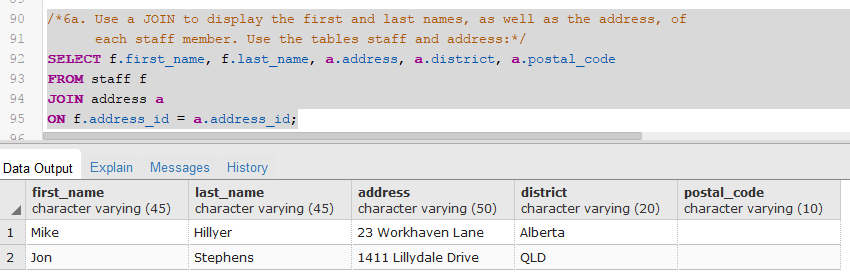 90 /*6a. Use a JOIN to display the first and last names, as well as the address, of
91 each staff member. Use the tables staff and address:*/
92 SELECT f.first_name, f.last_name, a.address, a.district, a.postal_code
93 FROM staff f
94 JOIN address a
95 ON f.address_id = a.address_id;
96
Data Output Explain Messages History
first_name last_name address district postal_code
character varying (45) character varying (45) character varying (50) character varying (20) character varying (10)
1 Mike Hillyer 23 Workhaven Lane Alberta
2 Jon Stephens 1411 Lillydale Drive QLD